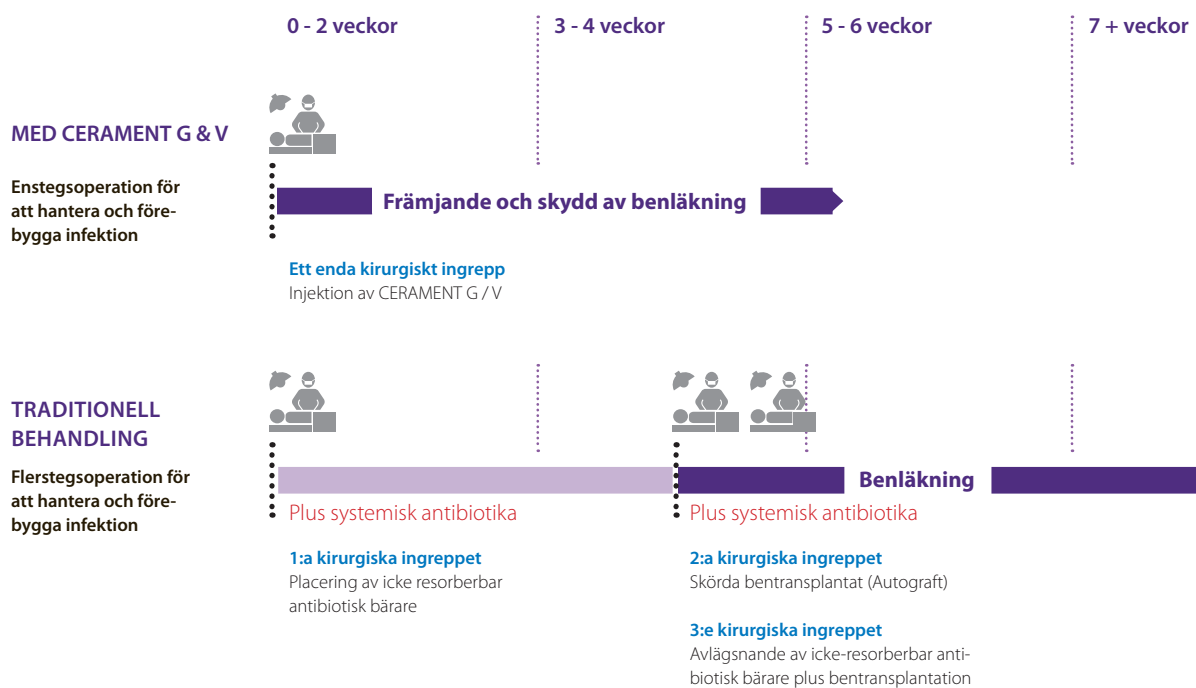 0 - 2 veckor
3 - 4 veckor
5 - 6 veckor
7 + veckor
MED CERAMENT G & V
Enstegsoperation för
att hantera och före-
bygga infektion
Främjande och skydd av benläkning
Ett enda kirurgiskt ingrepp
Injektion av CERAMENT G / V
TRADITIONELL
BEHANDLING
Flerstegsoperation för
att hantera och före-
bygga infektion
Benläkning
Plus systemisk antibiotika
1:a kirurgiska ingreppet
Placering av icke resorberbar
antibiotisk bärare
Plus systemisk antibiotika
2:a kirurgiska ingreppet
Skörda bentransplantat (Autograft)
3:e kirurgiska ingreppet
Avlägsnande av icke-resorberbar anti-
biotisk bärare plus bentransplantation